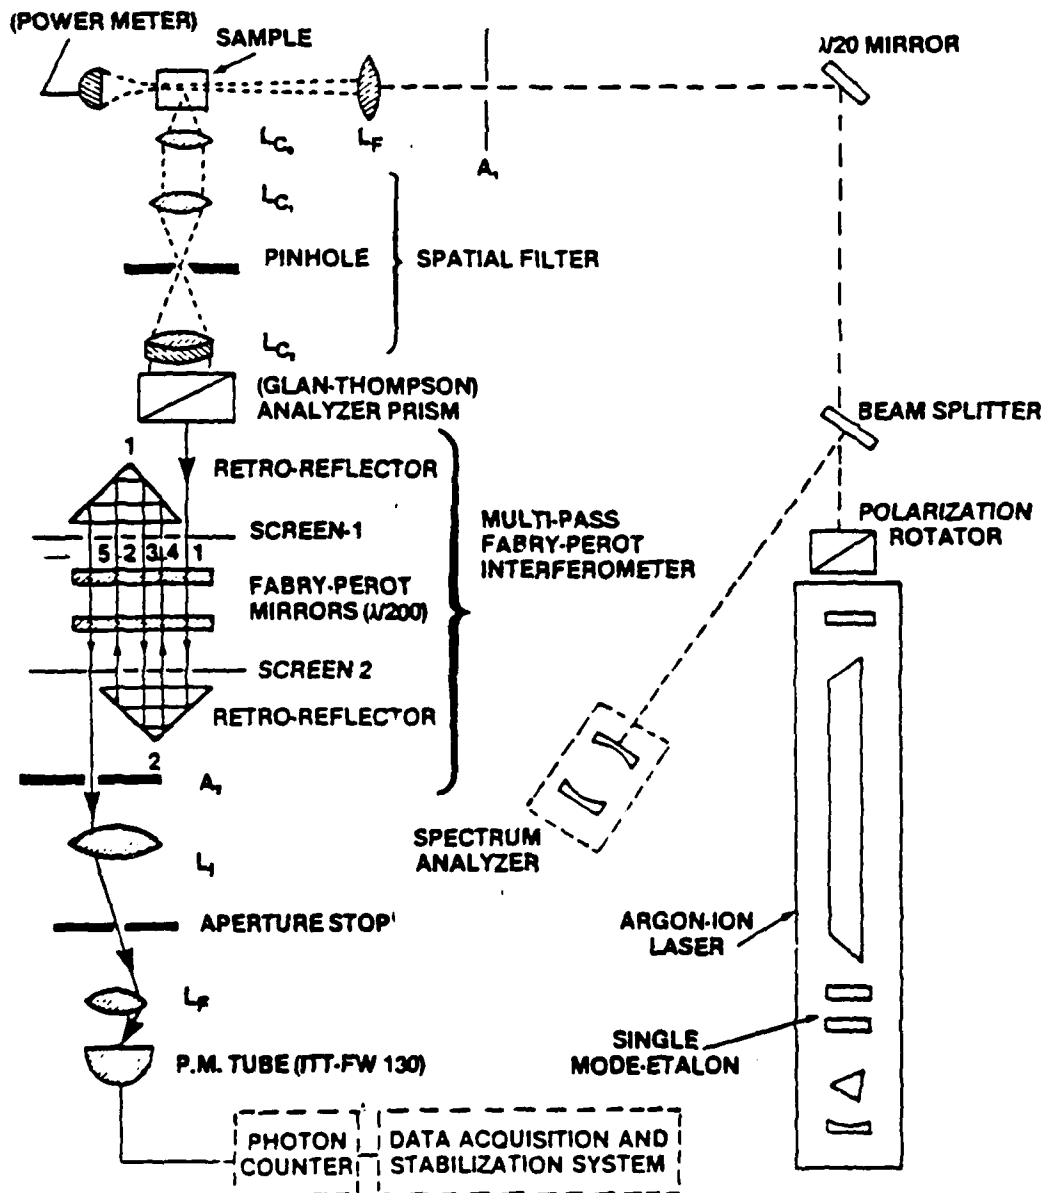 (POWER METER)
SAMPLE
λ/20 MIRROR
L_C₀
L_F
A₁
L_C₁
PINHOLE
SPATIAL FILTER
L_C₁
(GLAN-THOMPSON)
ANALYZER PRISM
BEAM SPLITTER
1
RETRO-REFLECTOR
POLARIZATION
ROTATOR
SCREEN-1
MULTI-PASS
FABRY-PEROT
INTERFEROMETER
5 2 3 4 1
FABRY-PEROT
MIRRORS (λ/200)
SCREEN 2
RETRO-REFLECTOR
2
A₁
SPECTRUM
ANALYZER
L_I
APERTURE STOP
ARGON-ION
LASER
L_F
SINGLE
MODE-ETALON
P.M. TUBE (ITT-FW 130)
PHOTON
COUNTER
DATA ACQUISITION AND
STABILIZATION SYSTEM